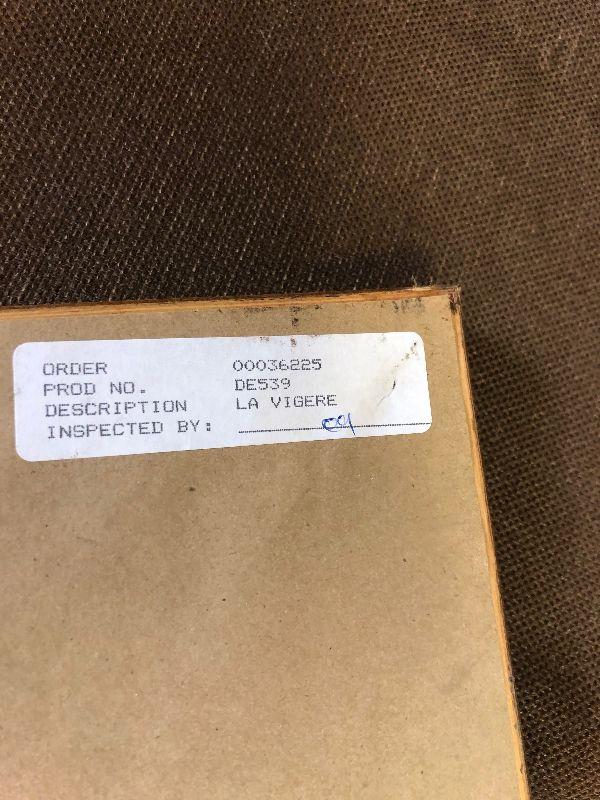 ORDER 00036225
PROD NO. DE539
DESCRIPTION LA VIGERE
INSPECTED BY: